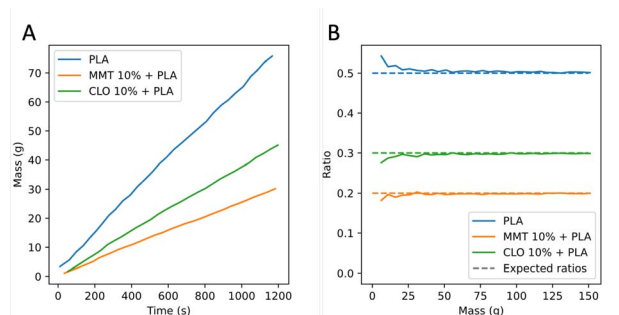 A
PLA
MMT 10% + PLA
CLO 10% + PLA
Mass (g)
70
60
50
40
30
20
10
0
0 200 400 600 800 1000 1200
Time (s)
B
Ratio
0.5
0.4
0.3
0.2
0.1
0.0
PLA
MMT 10% + PLA
CLO 10% + PLA
Expected ratios
0 25 50 75 100 125 150
Mass (g)